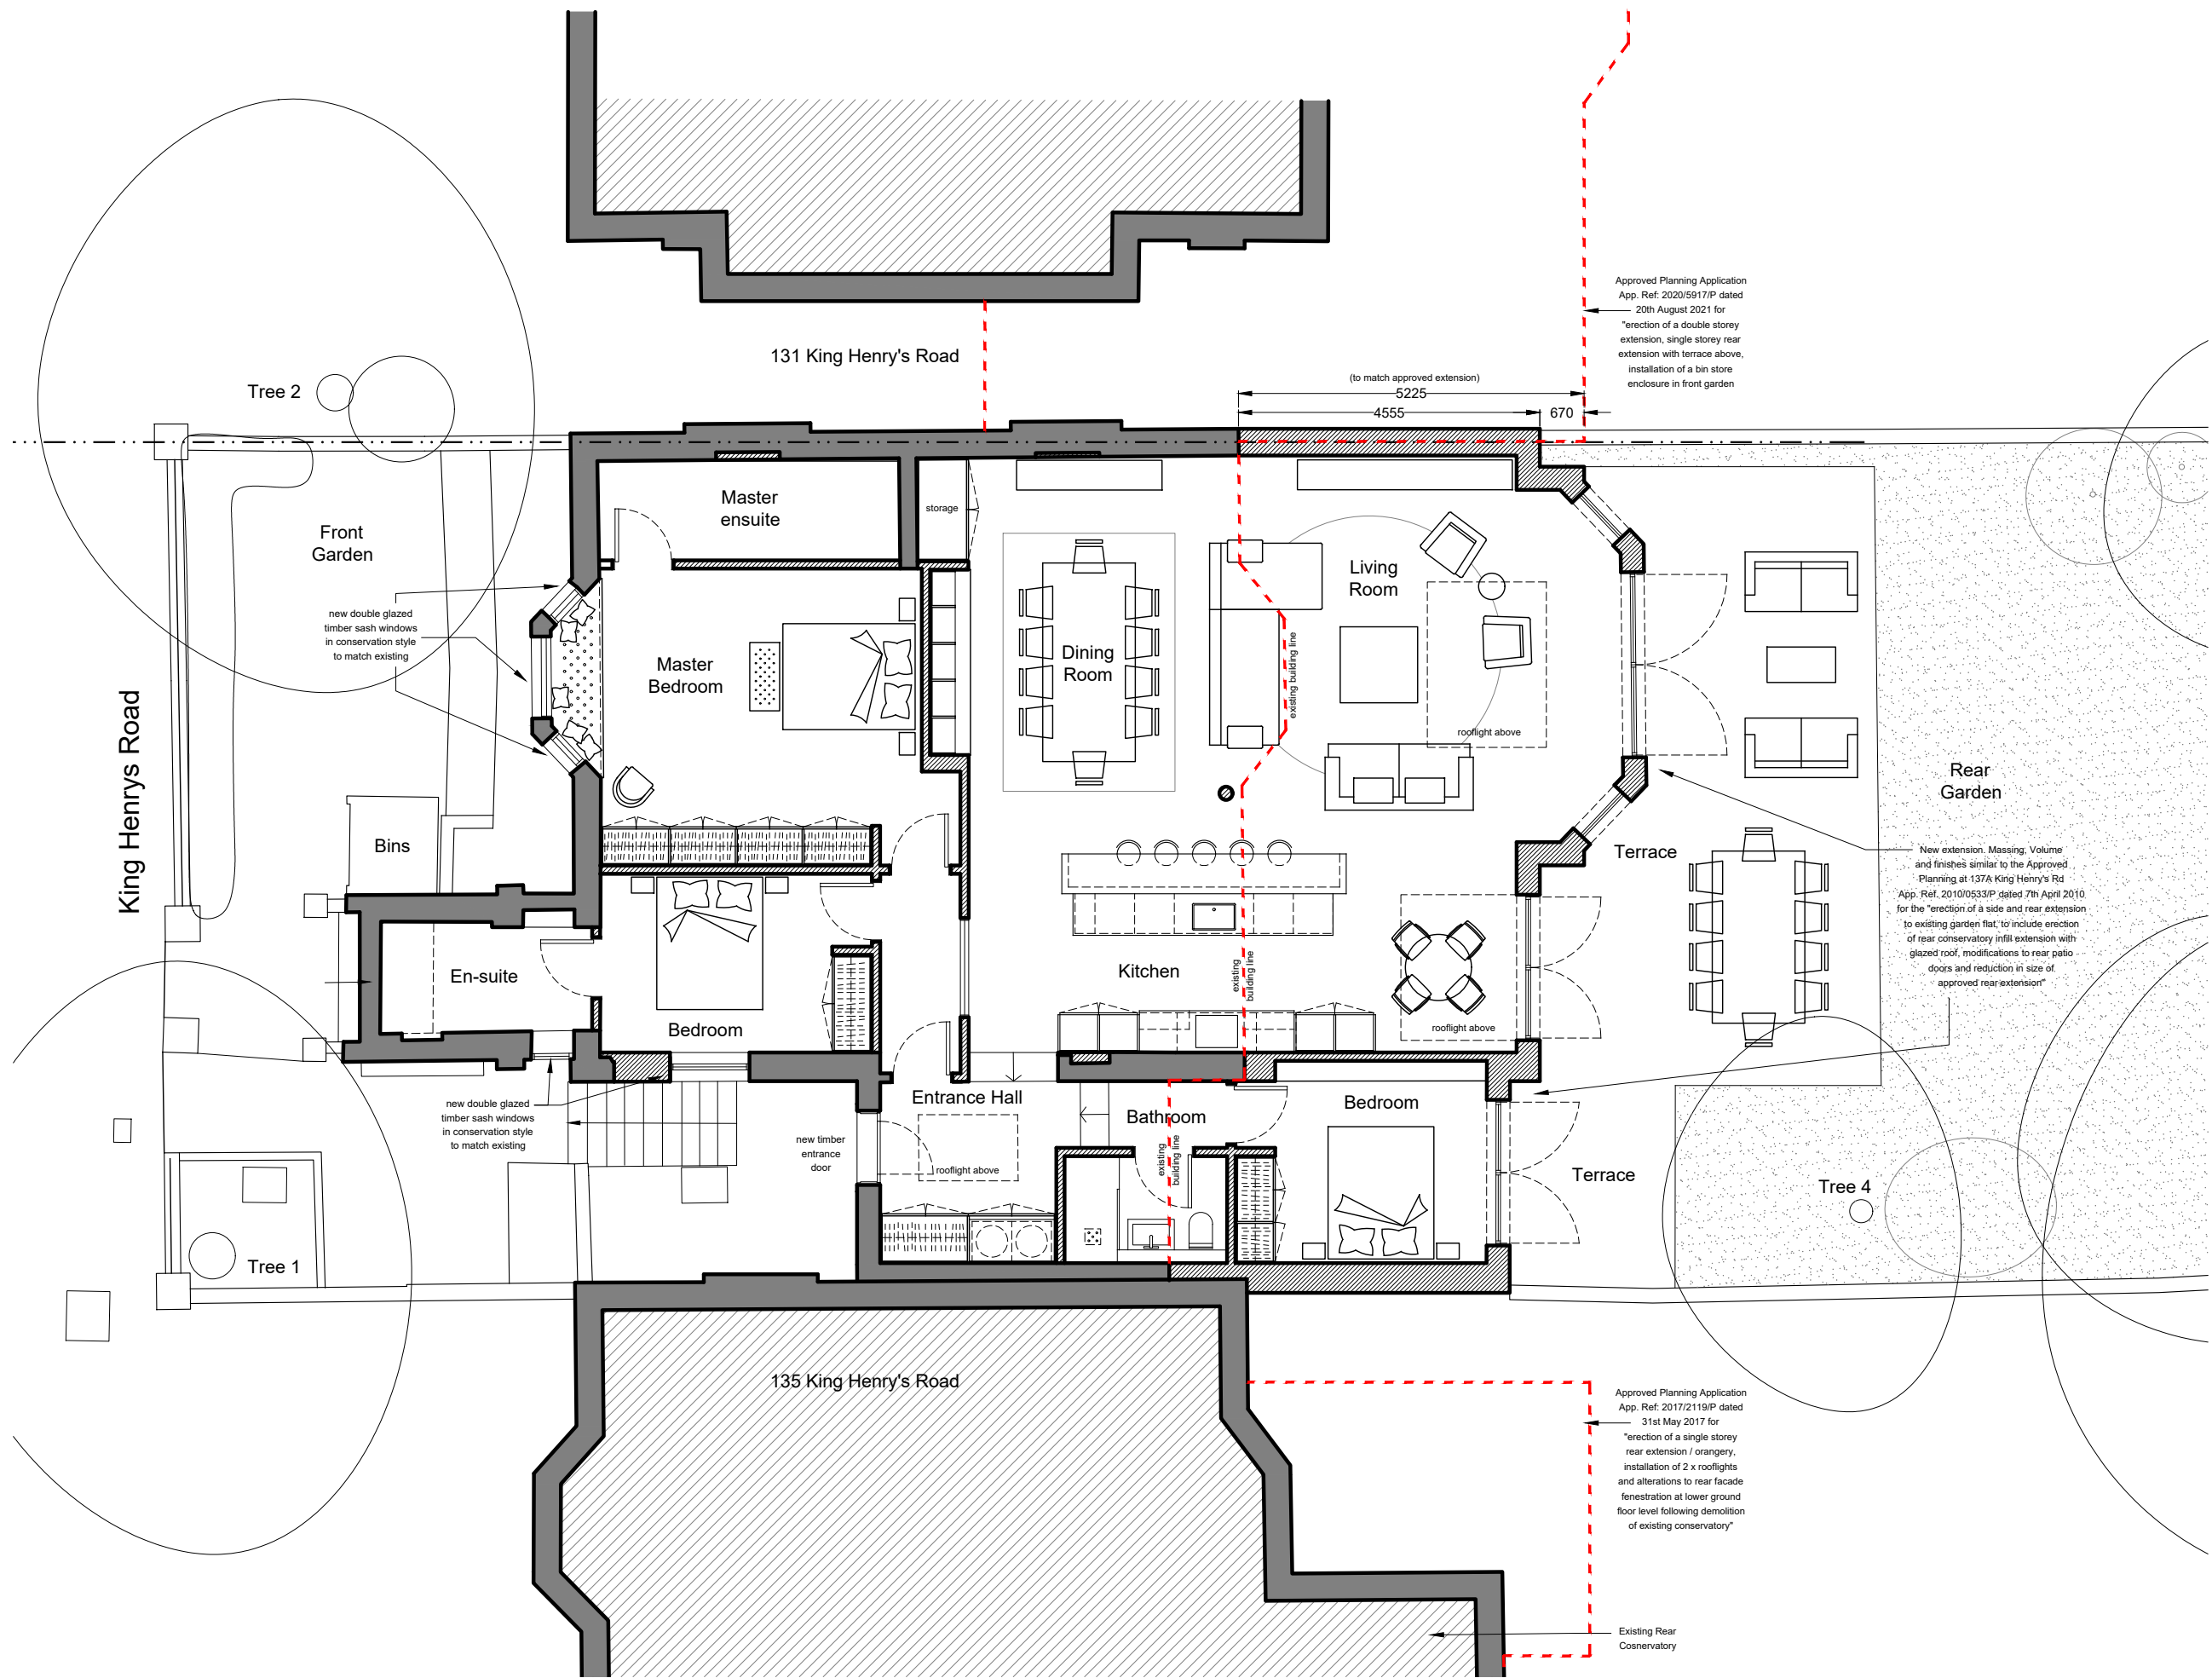 Approved Planning Application
App. Ref: 2020/5917/P dated
20th August 2021 for
"erection of a double storey
extension, single storey rear
extension with terrace above,
installation of a bin store
enclosure in front garden
131 King Henry's Road
(to match approved extension)
5225
4555
670
Tree 2
Master
ensuite
storage
Front
Garden
Living
Room
new double glazed
timber sash windows
in conservation style
to match existing
Master
Bedroom
Dining
Room
existing building line
rooflight above
King Henrys Road
Rear
Garden
Bins
Terrace
New extension. Massing, Volume
and finishes similar to the Approved
Planning at 137A King Henry's Rd
App. Ref. 2010/0533/P dated 7th April 2010
for the "erection of a side and rear extension
to existing garden flat, to include erection
of rear conservatory infill extension with
glazed roof, modifications to rear patio
doors and reduction in size of
approved rear extension"
En-suite
Kitchen
existing
building line
Bedroom
rooflight above
Entrance Hall
Bathroom
Bedroom
new double glazed
timber sash windows
in conservation style
to match existing
new timber
entrance
door
rooflight above
existing
building line
Terrace
Tree 4
Tree 1
135 King Henry's Road
Approved Planning Application
App. Ref: 2017/2119/P dated
31st May 2017 for
"erection of a single storey
rear extension / orangery,
installation of 2 x rooflights
and alterations to rear facade
fenestration at lower ground
floor level following demolition
of existing conservatory"
Existing Rear
Cosnervatory